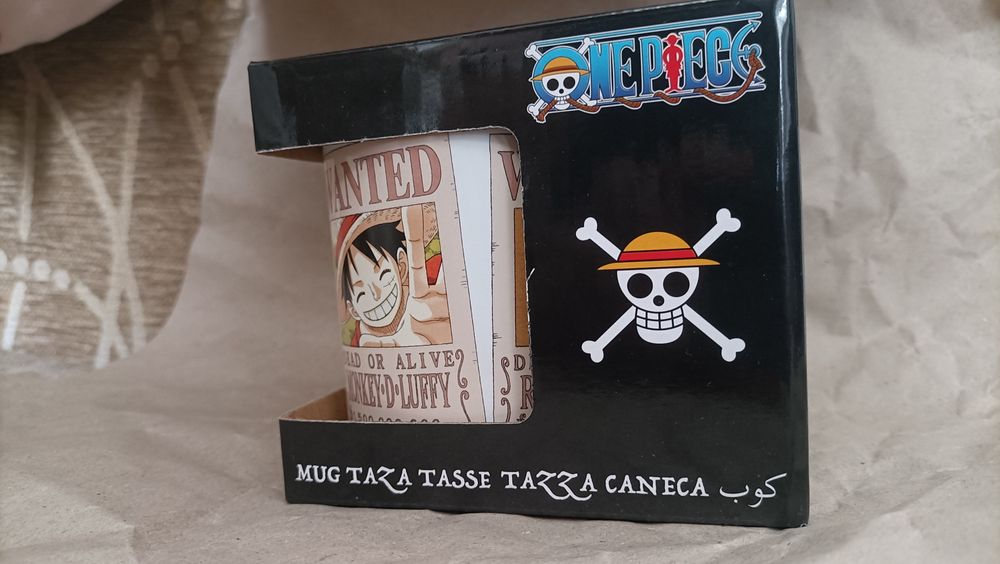 ONE PIECE
WANTED
DEAD OR ALIVE
MONKEY·D·LUFFY
MUG TAZA TASSE TAZZA CANECA كوب